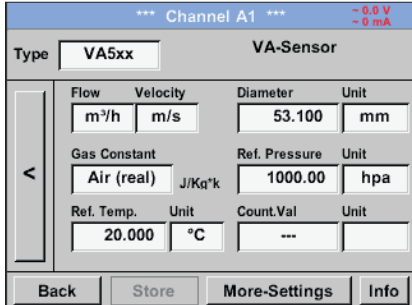 *** Channel A1 *** ~ 0.0 V
~ 0 mA
Type VA5xx VA-Sensor
Flow Velocity Diameter Unit
m³/h m/s 53.100 mm
Gas Constant Ref. Pressure Unit
< Air (real) J/Kg*k 1000.00 hpa
Ref. Temp. Unit Count.Val Unit
20.000 °C ---
Back Store More-Settings Info